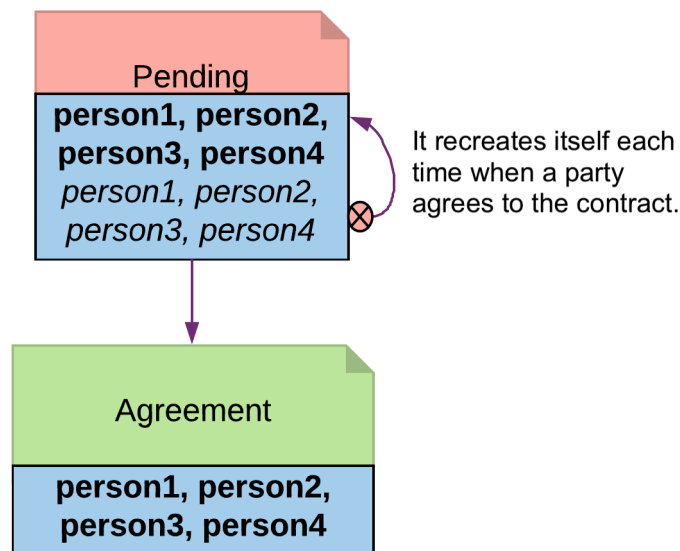 Pending
person1, person2,
person3, person4
person1, person2,
person3, person4
It recreates itself each
time when a party
agrees to the contract.
Agreement
person1, person2,
person3, person4